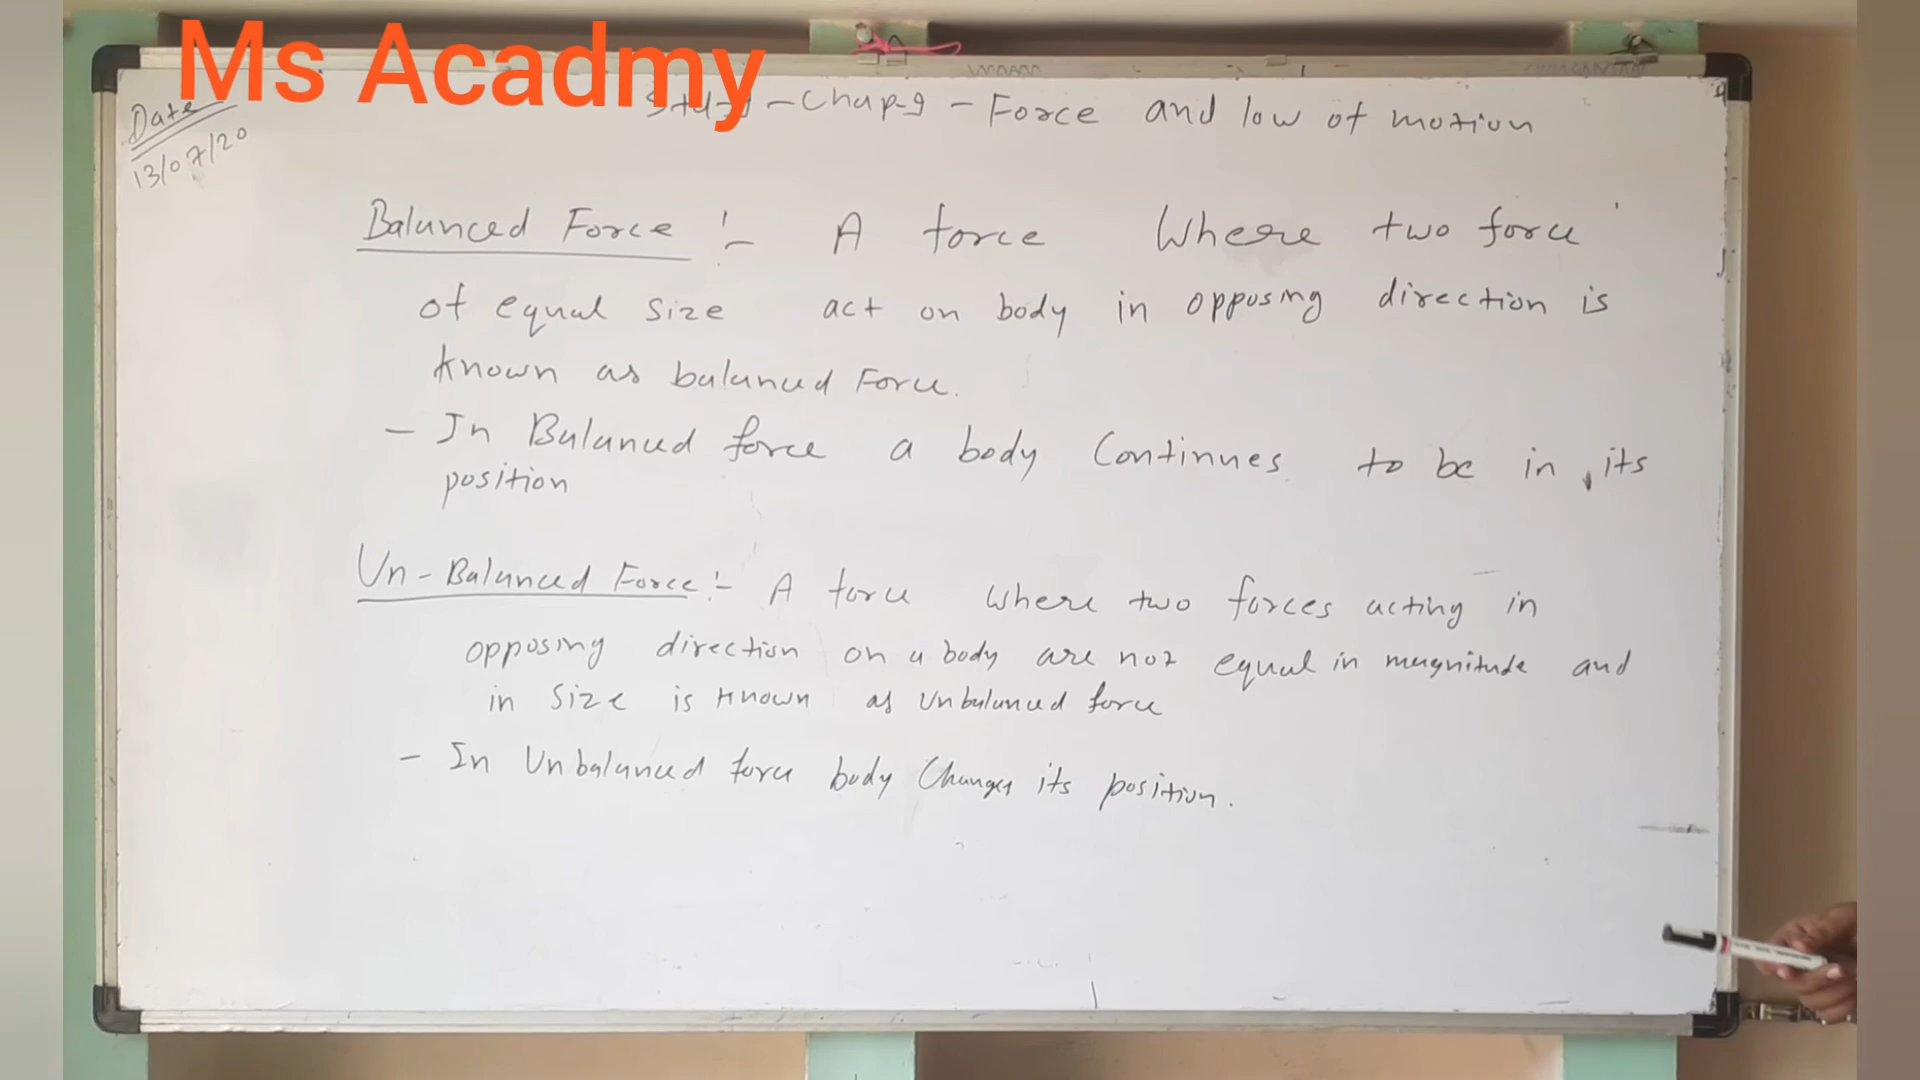 Ms Acadmy
Date
13/07/20
- Chap-9 - Force and low of motion
Balanced Force :- A force Where two force
of equal size act on body in opposing direction is
known as balanced Force.
- In Balanced force a body Continues to be in its
position
Un-Balanced Force :- A force where two forces acting in
opposing direction on a body are not equal in magnitude and
in size is known as unbalanced force
- In Unbalanced force body Changes its position.